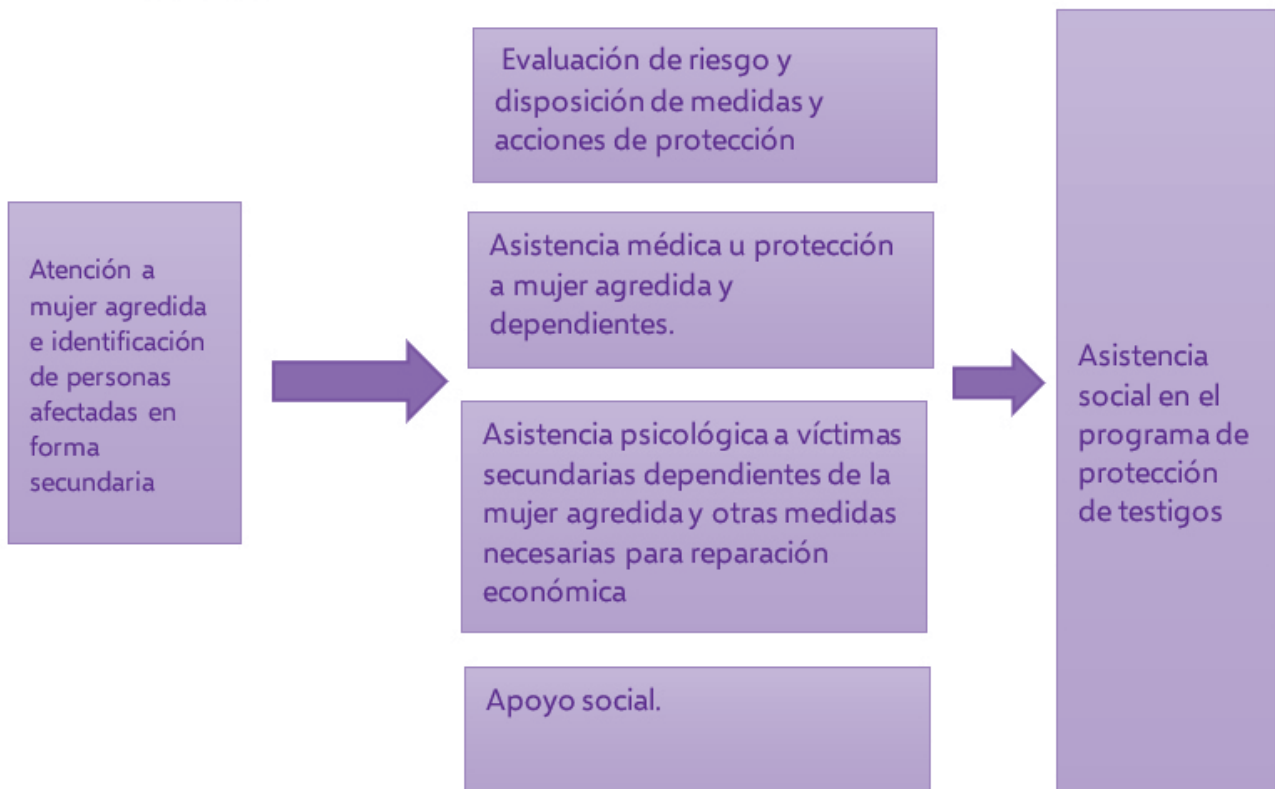 Atención a
mujer agredida
e identificación
de personas
afectadas en
forma
secundaria
Evaluación de riesgo y
disposición de medidas y
acciones de protección
Asistencia médica u protección
a mujer agredida y
dependientes.
Asistencia psicológica a víctimas
secundarias dependientes de la
mujer agredida y otras medidas
necesarias para reparación
económica
Apoyo social.
Asistencia
social en el
programa de
protección
de testigos